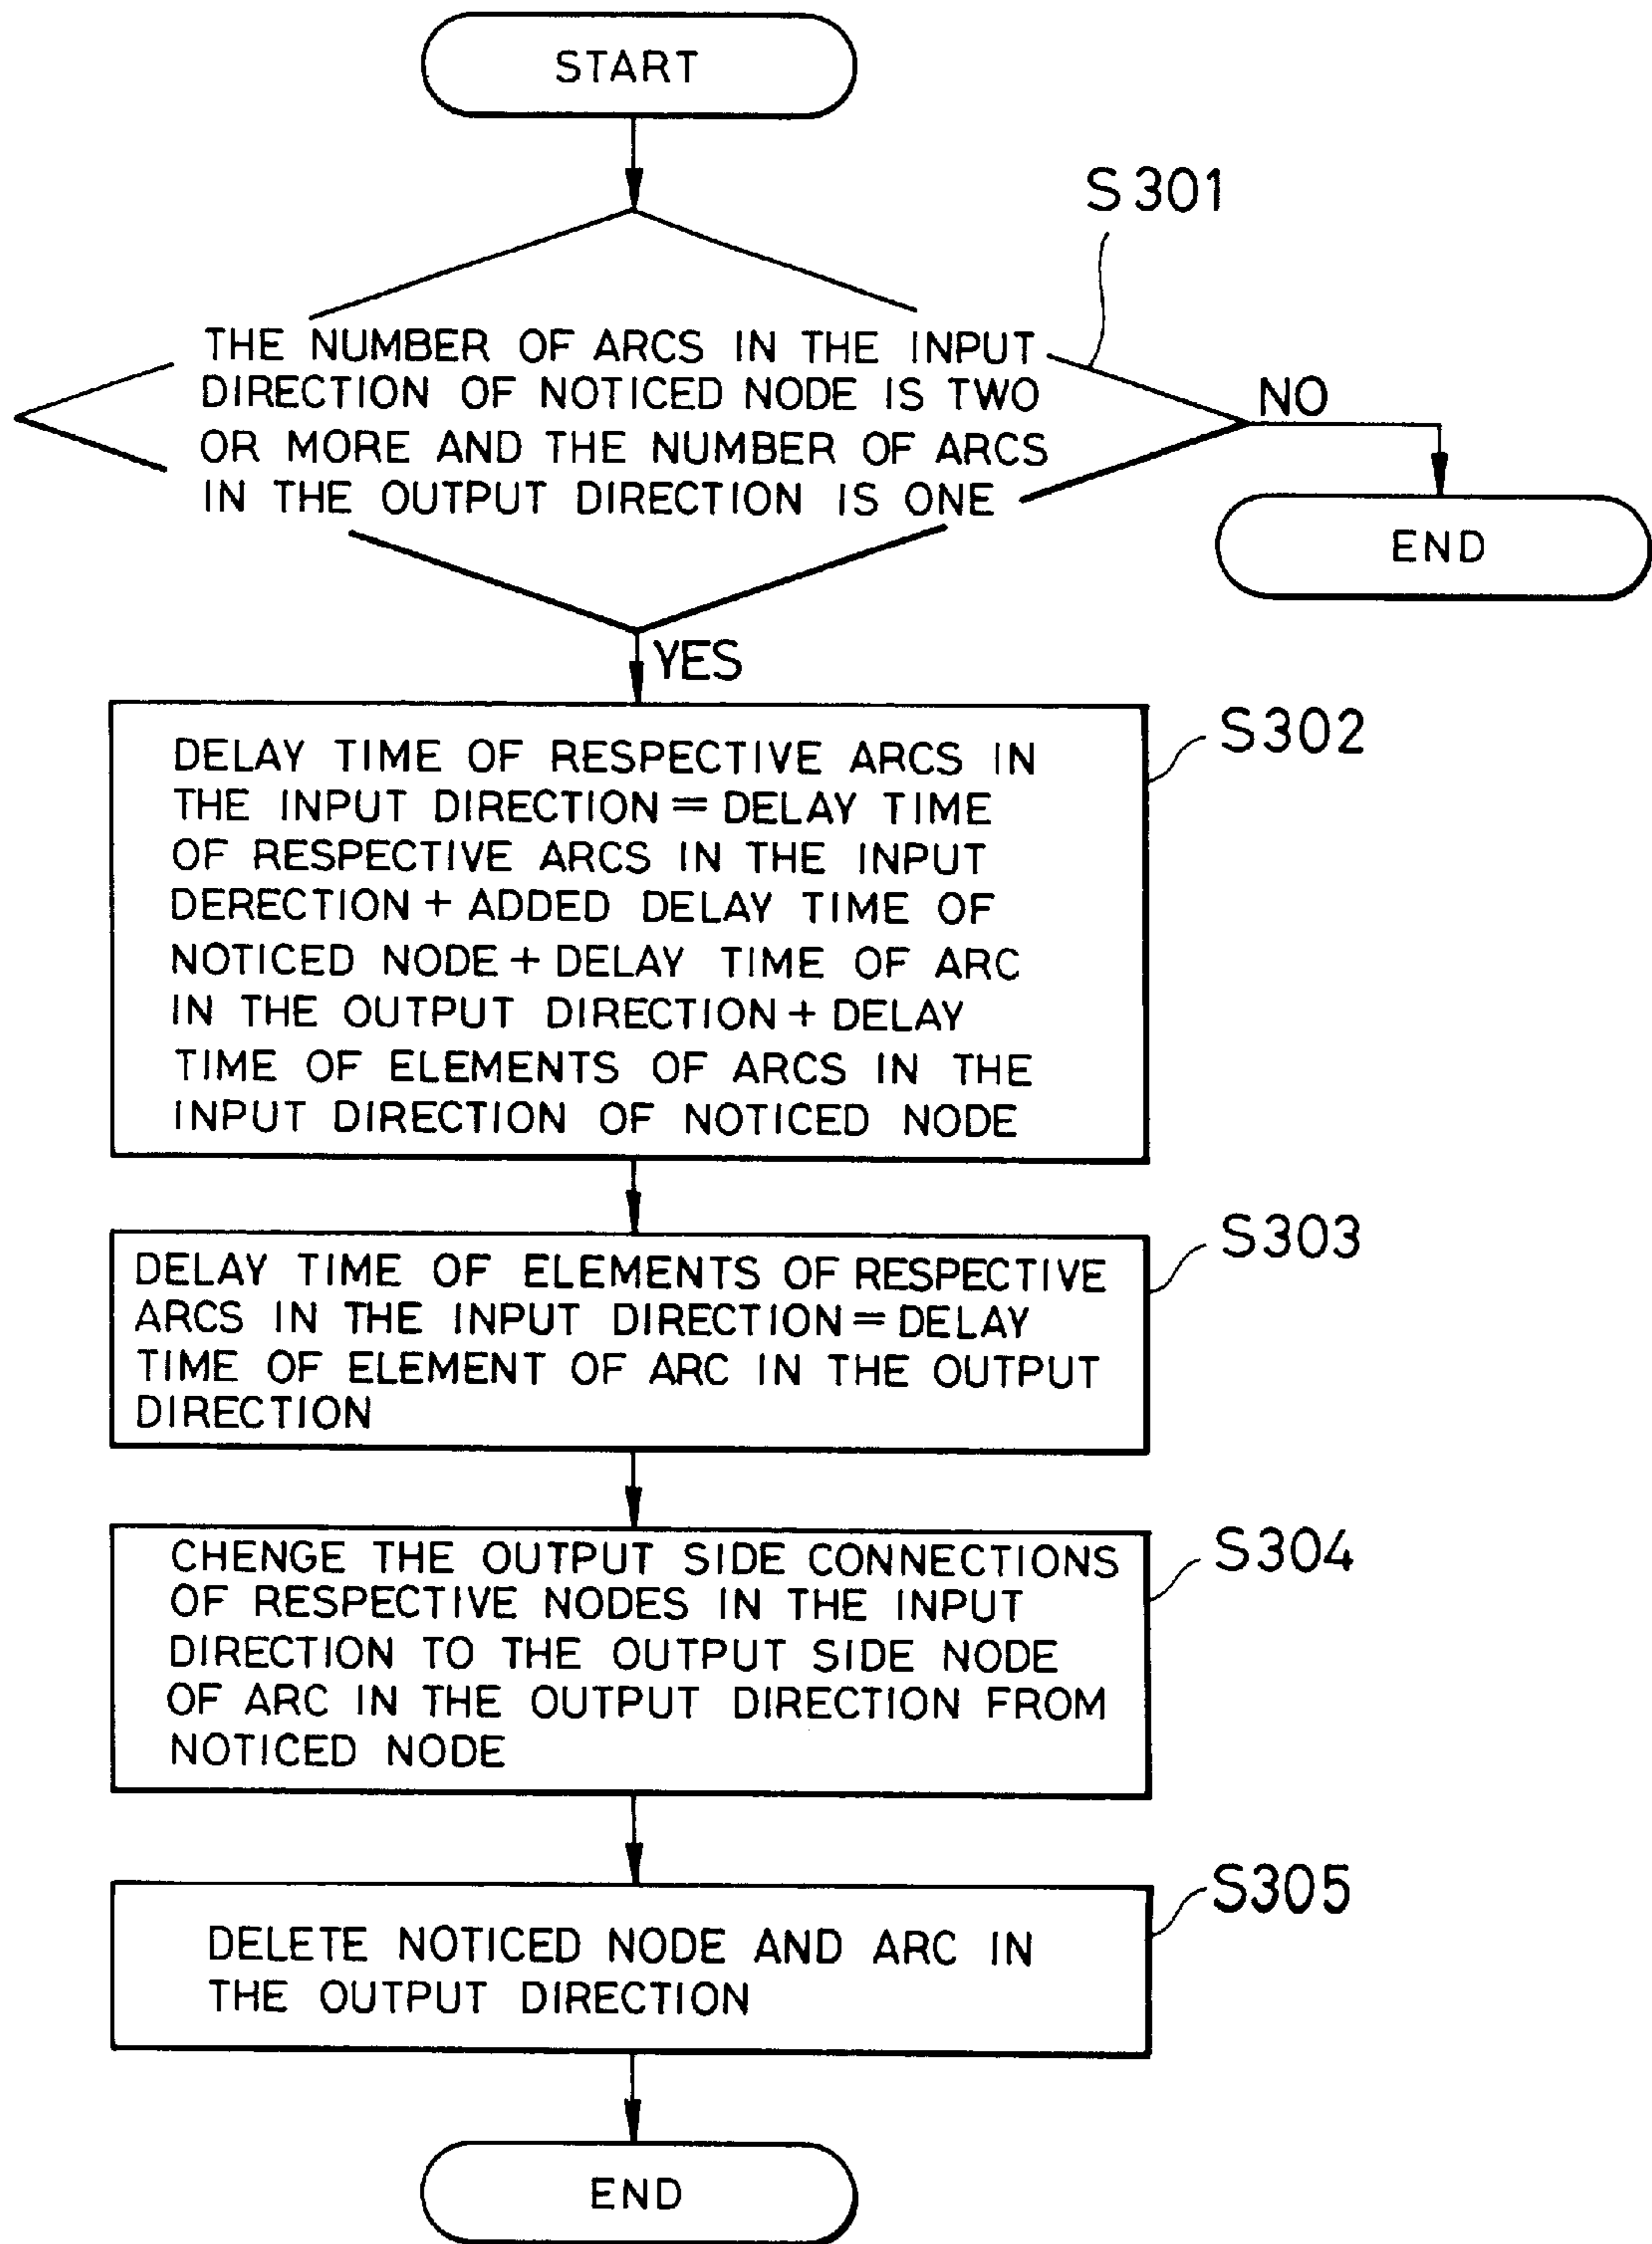 START
S301
THE NUMBER OF ARCS IN THE INPUT
DIRECTION OF NOTICED NODE IS TWO
OR MORE AND THE NUMBER OF ARCS
IN THE OUTPUT DIRECTION IS ONE
NO
END
YES
S302
DELAY TIME OF RESPECTIVE ARCS IN
THE INPUT DIRECTION = DELAY TIME
OF RESPECTIVE ARCS IN THE INPUT
DERECTION + ADDED DELAY TIME OF
NOTICED NODE + DELAY TIME OF ARC
IN THE OUTPUT DIRECTION + DELAY
TIME OF ELEMENTS OF ARCS IN THE
INPUT DIRECTION OF NOTICED NODE
S303
DELAY TIME OF ELEMENTS OF RESPECTIVE
ARCS IN THE INPUT DIRECTION = DELAY
TIME OF ELEMENT OF ARC IN THE OUTPUT
DIRECTION
S304
CHENGE THE OUTPUT SIDE CONNECTIONS
OF RESPECTIVE NODES IN THE INPUT
DIRECTION TO THE OUTPUT SIDE NODE
OF ARC IN THE OUTPUT DIRECTION FROM
NOTICED NODE
S305
DELETE NOTICED NODE AND ARC IN
THE OUTPUT DIRECTION
END